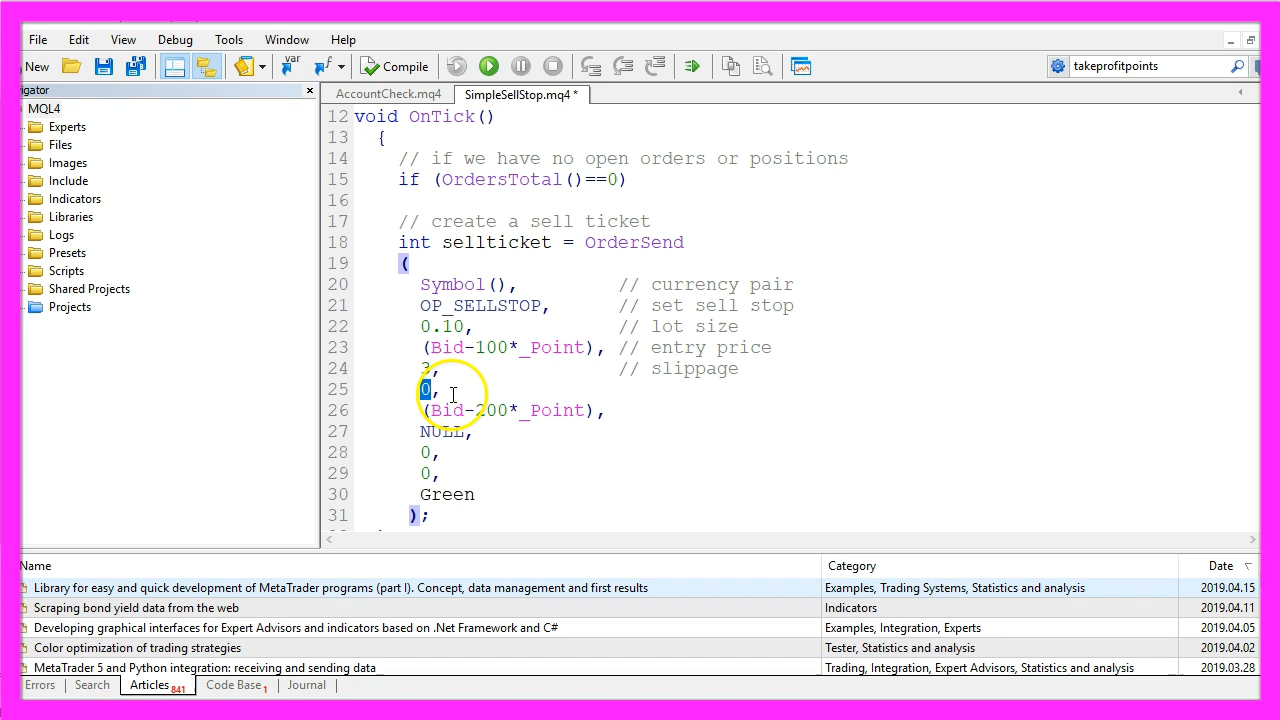 File Edit View Debug Tools Window Help
New var Compile takeprofitpoints
vigator
AccountCheck.mq4 SimpleSellStop.mq4 *
MQL4
Experts
Files
Images
Include
Indicators
Libraries
Logs
Presets
Scripts
Shared Projects
Projects
12 void OnTick()
13 {
14 // if we have no open orders or positions
15 if (OrdersTotal()==0)
16
17 // create a sell ticket
18 int sellticket = OrderSend
19 (
20 Symbol(), // currency pair
21 OP_SELLSTOP, // set sell stop
22 0.10, // lot size
23 (Bid-100*_Point), // entry price
24 3, // slippage
25 0,
26 (Bid-200*_Point),
27 NULL,
28 0,
29 0,
30 Green
31 );
Name Category Date
Library for easy and quick development of MetaTrader programs (part I). Concept, data management and first results Examples, Trading Systems, Statistics and analysis 2019.04.15
Scraping bond yield data from the web Indicators 2019.04.11
Developing graphical interfaces for Expert Advisors and indicators based on .Net Framework and C# Examples, Integration, Experts 2019.04.05
Color optimization of trading strategies Tester, Statistics and analysis 2019.04.02
MetaTrader 5 and Python integration: receiving and sending data Trading, Integration, Expert Advisors, Statistics and analysis 2019.03.28
Errors Search Articles 841 Code Base 1 Journal